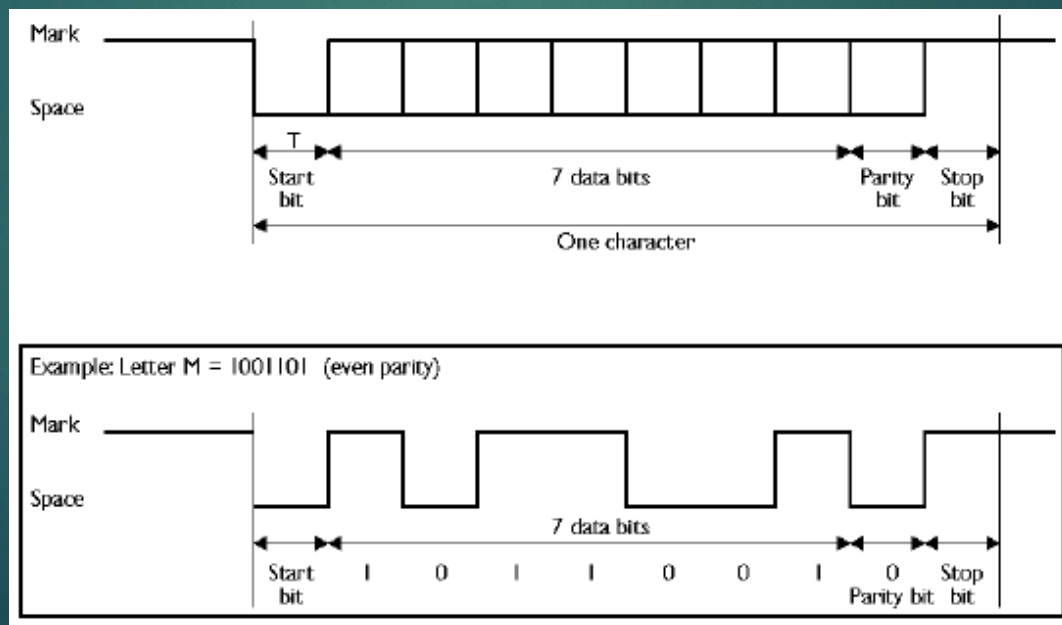 Mark
Space
T
Start bit
7 data bits
Parity bit
Stop bit
One character
Example: Letter M = 1001101 (even parity)
Mark
Space
7 data bits
Start bit
1 0 1 1 0 0 1 0
Parity bit
Stop bit